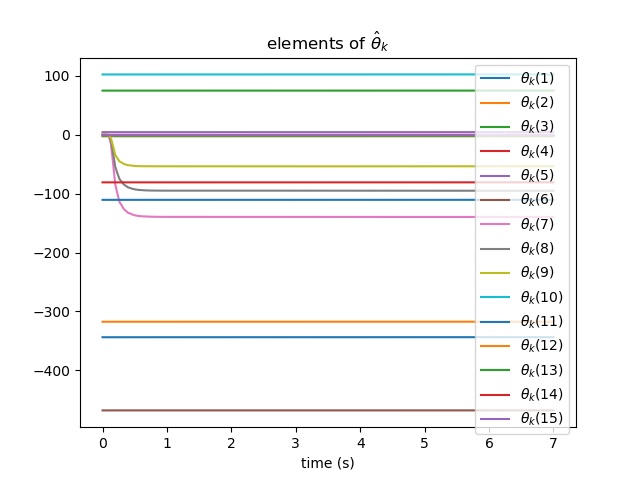 elements of θ̂ₖ
100
0
−100
−200
−300
−400
0 1 2 3 4 5 6 7
time (s)
θₖ(1)
θₖ(2)
θₖ(3)
θₖ(4)
θₖ(5)
θₖ(6)
θₖ(7)
θₖ(8)
θₖ(9)
θₖ(10)
θₖ(11)
θₖ(12)
θₖ(13)
θₖ(14)
θₖ(15)